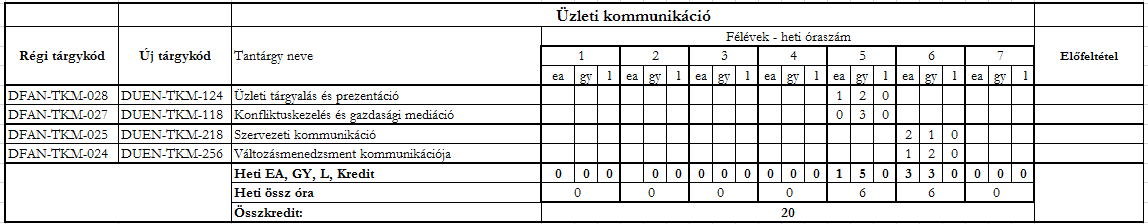 Üzleti kommunikáció
Régi tárgykód Új tárgykód Tantárgy neve Félévek - heti óraszám Előfeltétel
1 2 3 4 5 6 7
ea gy l ea gy l ea gy l ea gy l ea gy l ea gy l ea gy l
DFAN-TKM-028 DUEN-TKM-124 Üzleti tárgyalás és prezentáció 1 2 0
DFAN-TKM-027 DUEN-TKM-118 Konfliktuskezelés és gazdasági mediáció 0 3 0
DFAN-TKM-025 DUEN-TKM-218 Szervezeti kommunikáció 2 1 0
DFAN-TKM-024 DUEN-TKM-256 Változásmenedzsment kommunikációja 1 2 0
Heti EA, GY, L, Kredit 0 0 0 0 0 0 0 0 0 0 0 1 5 0 3 3 0 0 0 0
Heti össz óra 0 0 0 0 6 6 0
Összkredit: 20